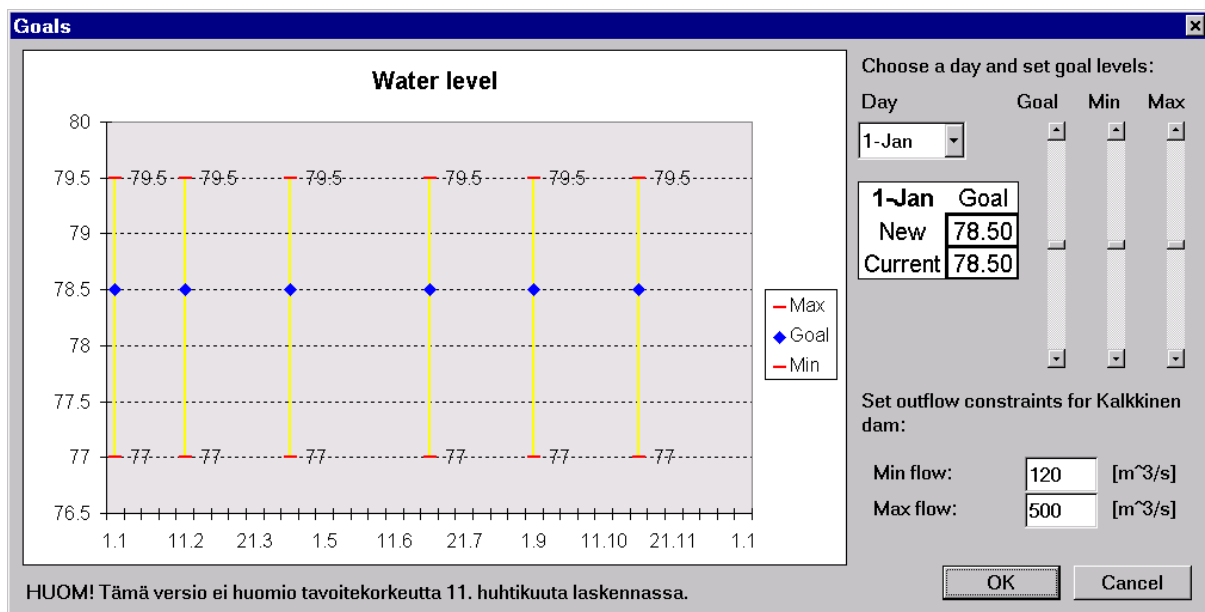 Goals
Water level
80
79.5
79
78.5
78
77.5
77
76.5
79.5 79.5 79.5 79.5 79.5 79.5
77 77 77 77 77 77
1.1 11.2 21.3 1.5 11.6 21.7 1.9 11.10 21.11 1.1
Max
Goal
Min
HUOM! Tämä versio ei huomio tavoitekorkeutta 11. huhtikuuta laskennassa.
Choose a day and set goal levels:
Day Goal Min Max
1-Jan
1-Jan Goal
New 78.50
Current 78.50
Set outflow constraints for Kalkkinen
dam:
Min flow: 120 [m^3/s]
Max flow: 500 [m^3/s]
OK Cancel